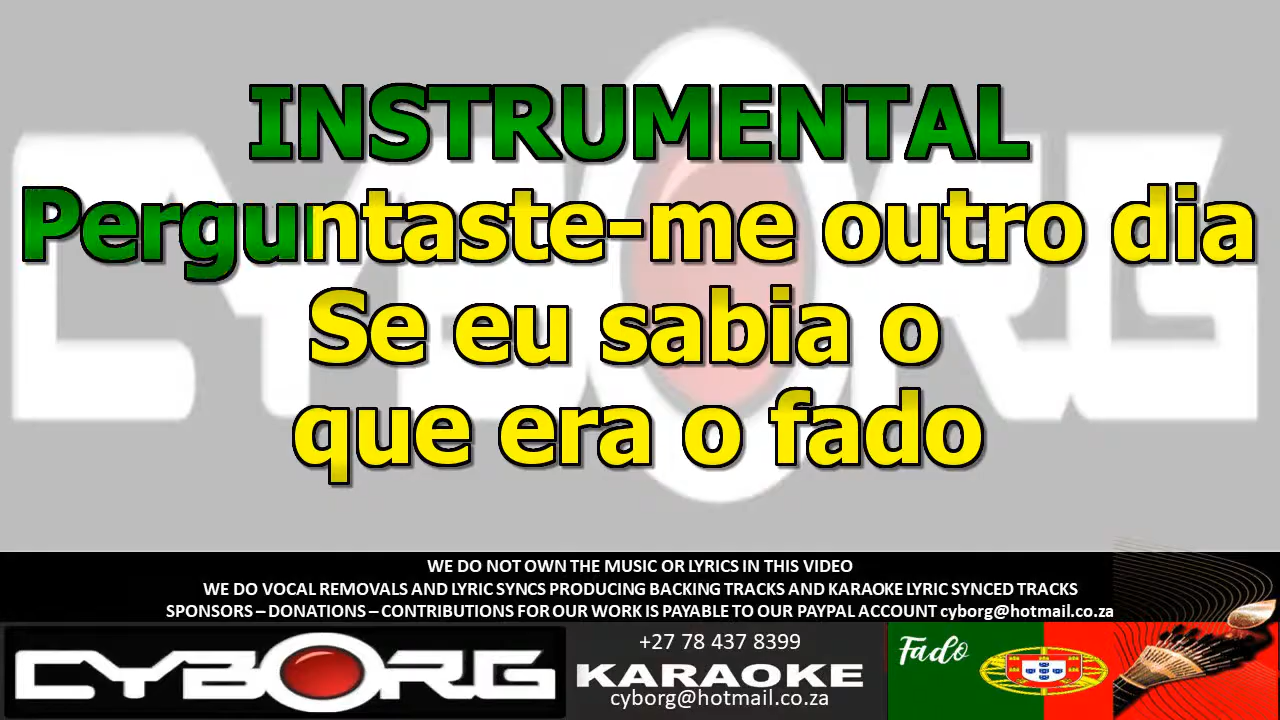 INSTRUMENTAL
Perguntaste-me outro dia
Se eu sabia o
que era o fado
WE DO NOT OWN THE MUSIC OR LYRICS IN THIS VIDEO
WE DO VOCAL REMOVALS AND LYRIC SYNCS PRODUCING BACKING TRACKS AND KARAOKE LYRIC SYNCED TRACKS
SPONSORS – DONATIONS – CONTRIBUTIONS FOR OUR WORK IS PAYABLE TO OUR PAYPAL ACCOUNT cyborg@hotmail.co.za
CYBORG
+27 78 437 8399
KARAOKE
cyborg@hotmail.co.za
Fado